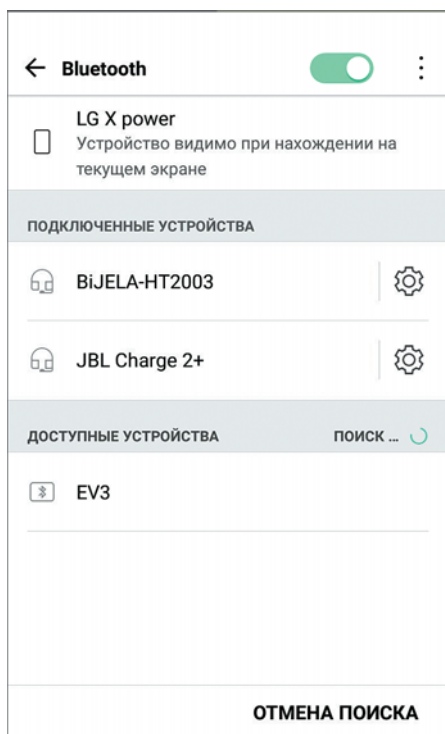 Bluetooth
LG X power
Устройство видимо при нахождении на
текущем экране
ПОДКЛЮЧЕННЫЕ УСТРОЙСТВА
BiJELA-HT2003
JBL Charge 2+
ДОСТУПНЫЕ УСТРОЙСТВА ПОИСК ...
EV3
ОТМЕНА ПОИСКА